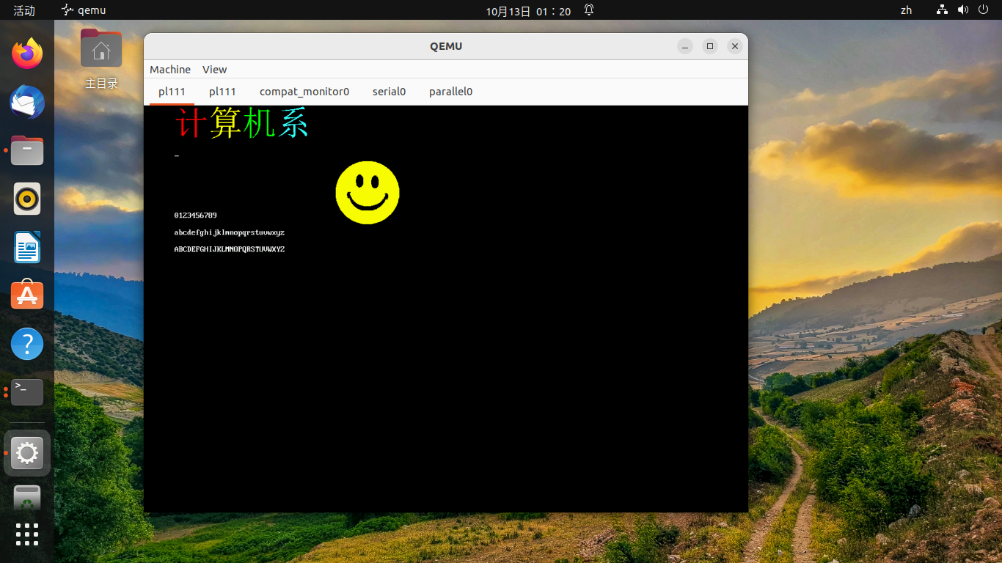 活动 qemu 10月13日 01：20 zh
主目录
QEMU
Machine View
pl111 pl111 compat_monitor0 serial0 parallel0
计算机系
_
0123456789
abcdefghijklmnopqrstuvwxyz
ABCDEFGHIJKLMNOPQRSTUVWXYZ